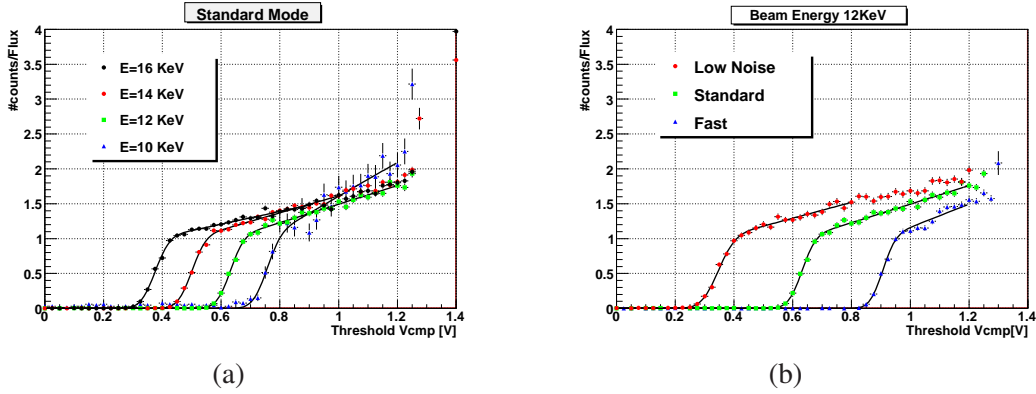 Standard Mode
#counts/Flux
4
3.5
3
2.5
2
1.5
1
0.5
0
E=16 KeV
E=14 KeV
E=12 KeV
E=10 KeV
0 0.2 0.4 0.6 0.8 1 1.2 1.4
Threshold Vcmp [V]
(a)
Beam Energy 12KeV
#counts/Flux
4
3.5
3
2.5
2
1.5
1
0.5
0
Low Noise
Standard
Fast
0 0.2 0.4 0.6 0.8 1 1.2 1.4
Threshold Vcmp[V]
(b)